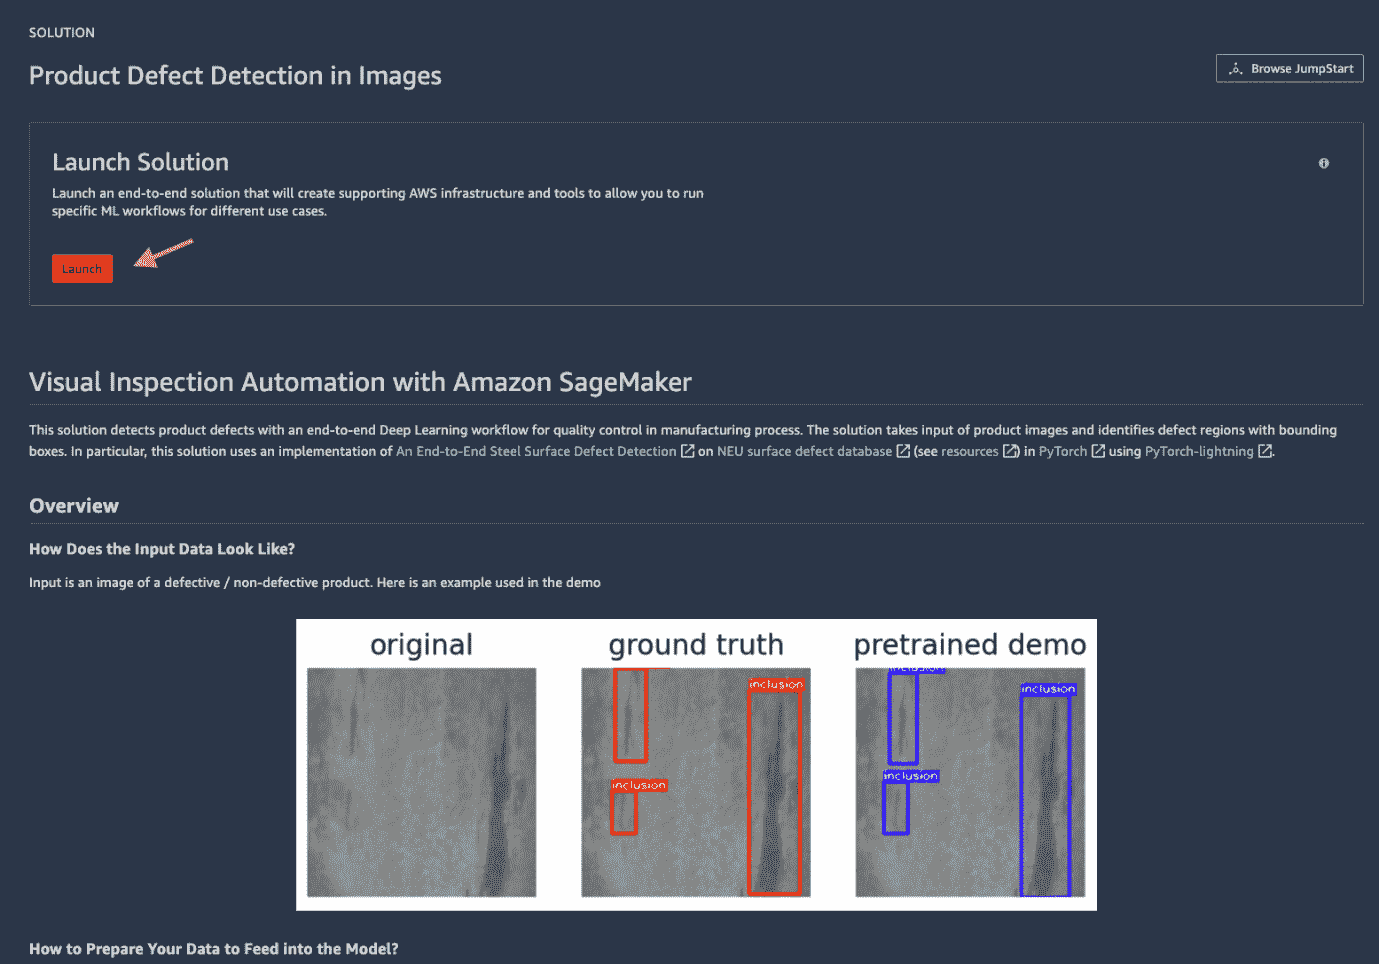 SOLUTION
Product Defect Detection in Images
Browse JumpStart
Launch Solution
Launch an end-to-end solution that will create supporting AWS infrastructure and tools to allow you to run
specific ML workflows for different use cases.
Launch
Visual Inspection Automation with Amazon SageMaker
This solution detects product defects with an end-to-end Deep Learning workflow for quality control in manufacturing process. The solution takes input of product images and identifies defect regions with bounding
boxes. In particular, this solution uses an implementation of An End-to-End Steel Surface Defect Detection on NEU surface defect database (see resources) in PyTorch using PyTorch-lightning.
Overview
How Does the Input Data Look Like?
Input is an image of a defective / non-defective product. Here is an example used in the demo
original
ground truth
pretrained demo
inclusion
inclusion
inclusion
inclusion
inclusion
How to Prepare Your Data to Feed into the Model?